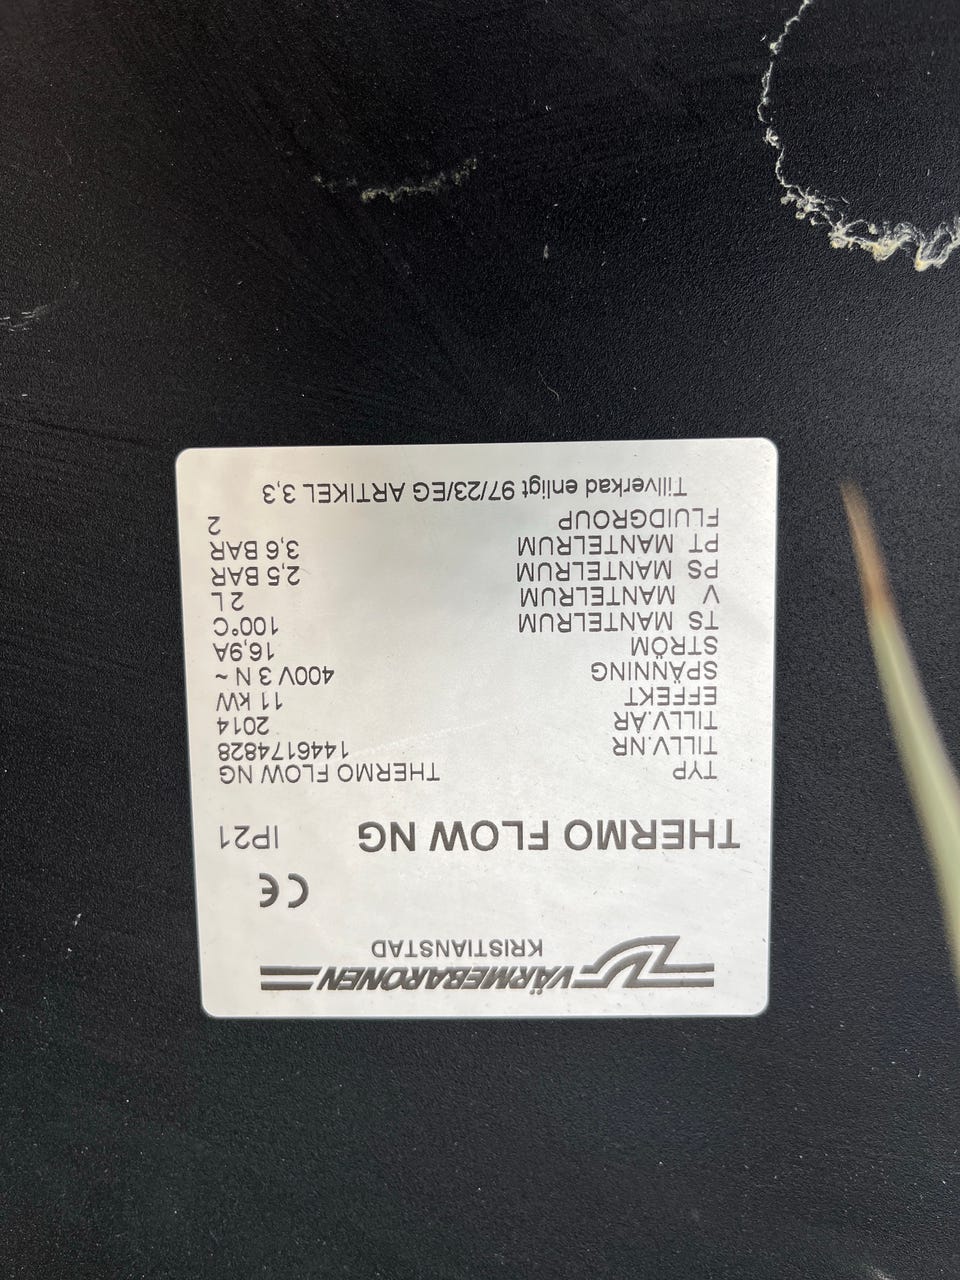 VÄRMEBARONEN
KRISTIANSTAD
CE
THERMO FLOW NG IP21
TYP THERMO FLOW NG
TILLV.NR 1446174828
TILLV.ÅR 2014
EFFEKT 11 kW
SPÄNNING 400V 3 N ~
STRÖM 16,9A
TS MANTELRUM 100°C
V MANTELRUM 2 L
PS MANTELRUM 2,5 BAR
PT MANTELRUM 3,6 BAR
FLUIDGROUP 2
Tillverkad enligt 97/23/EG ARTIKEL 3,3